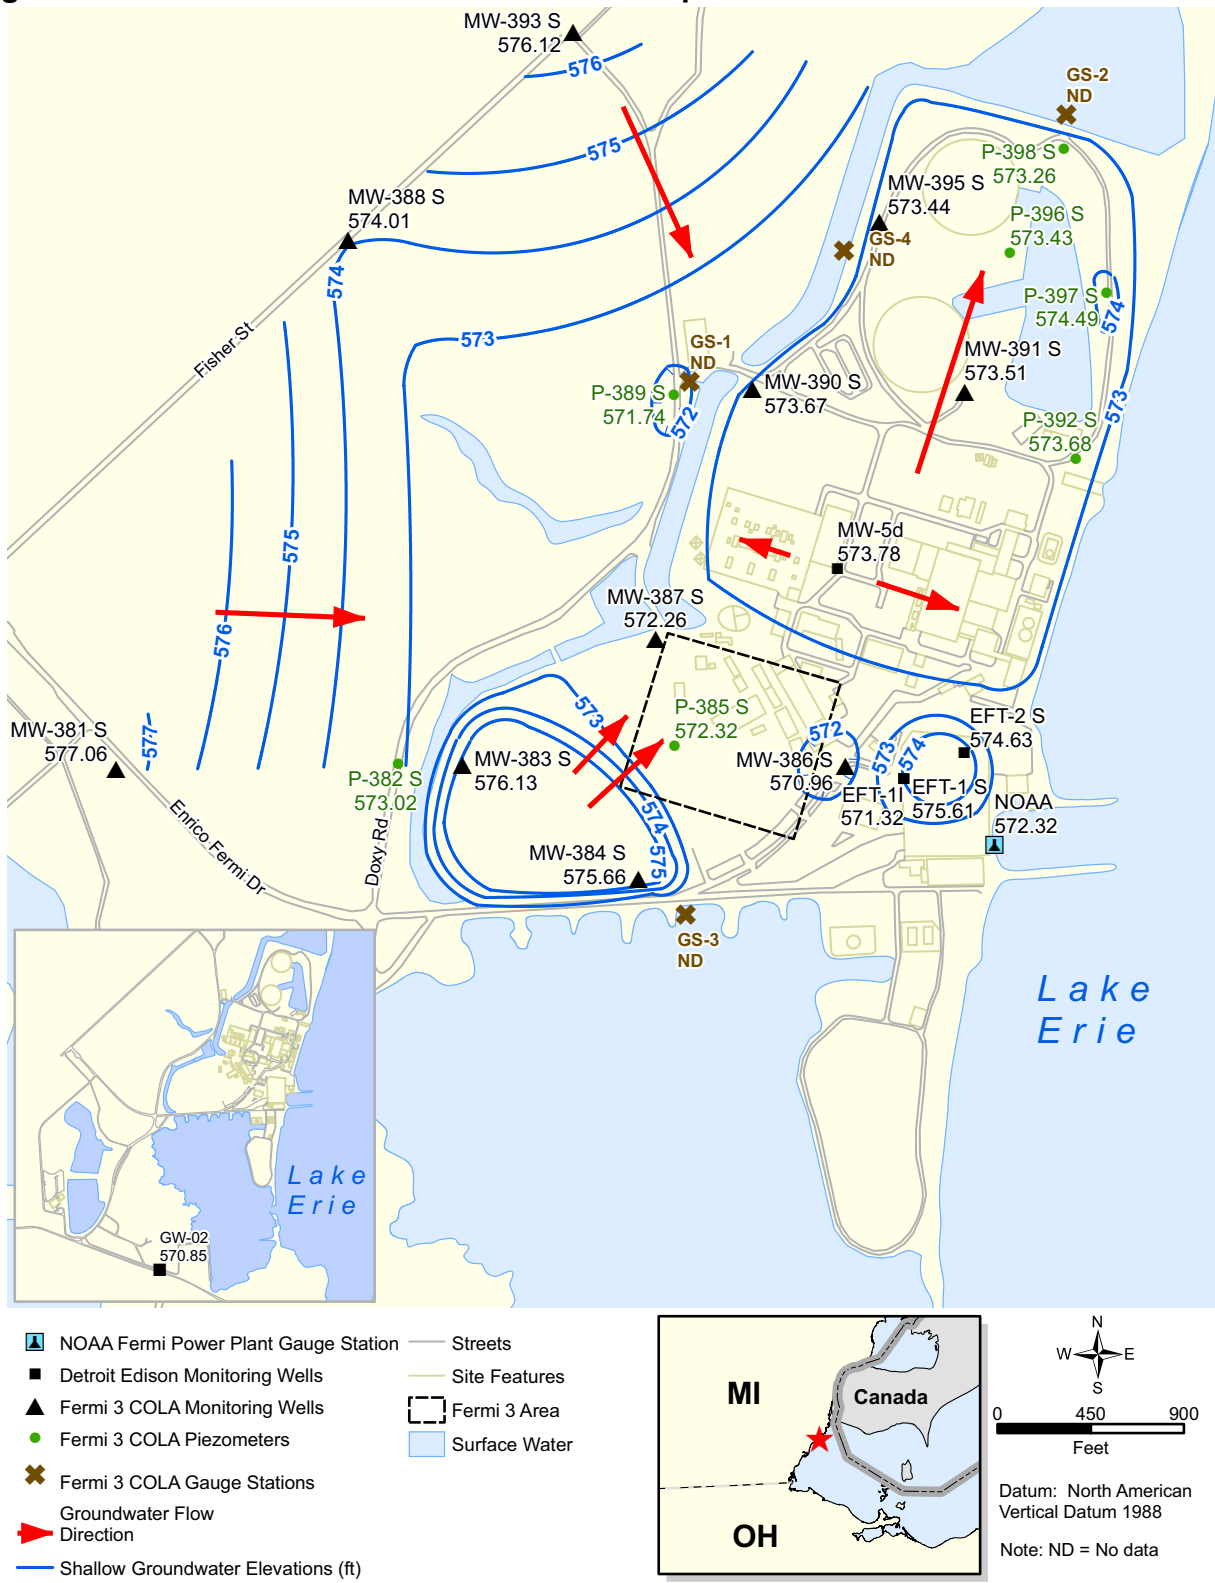 MW-393 S
576.12
576
GS-2
ND
575
P-398 S
573.26
MW-388 S
574.01
MW-395 S
573.44
P-396 S
573.43
GS-4
ND
574
P-397 S
574.49
574
Fisher St
573
GS-1
ND
MW-391 S
573.51
P-389 S
571.74
572
MW-390 S
573.67
573
P-392 S
573.68
575
MW-5d
573.78
MW-387 S
572.26
576
MW-381 S
577.06
577
P-382 S
573.02
573
P-385 S
572.32
MW-383 S
576.13
572
MW-386 S
570.96
573
574
EFT-2 S
574.63
EFT-1 S
575.61
EFT-1I
571.32
NOAA
572.32
Enrico Fermi Dr
Doxy Rd
574
575
MW-384 S
575.66
GS-3
ND
Lake
Erie
Lake
Erie
GW-02
570.85
NOAA Fermi Power Plant Gauge Station
Detroit Edison Monitoring Wells
Fermi 3 COLA Monitoring Wells
Fermi 3 COLA Piezometers
Fermi 3 COLA Gauge Stations
Groundwater Flow
Direction
Shallow Groundwater Elevations (ft)
Streets
Site Features
Fermi 3 Area
Surface Water
MI
Canada
OH
N
W E
S
0 450 900
Feet
Datum: North American
Vertical Datum 1988
Note: ND = No data